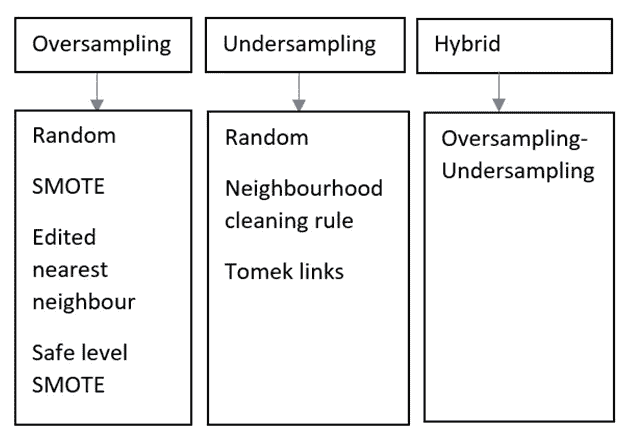 Oversampling
Undersampling
Hybrid
Random
SMOTE
Edited
nearest
neighbour
Safe level
SMOTE
Random
Neighbourhood
cleaning rule
Tomek links
Oversampling-
Undersampling